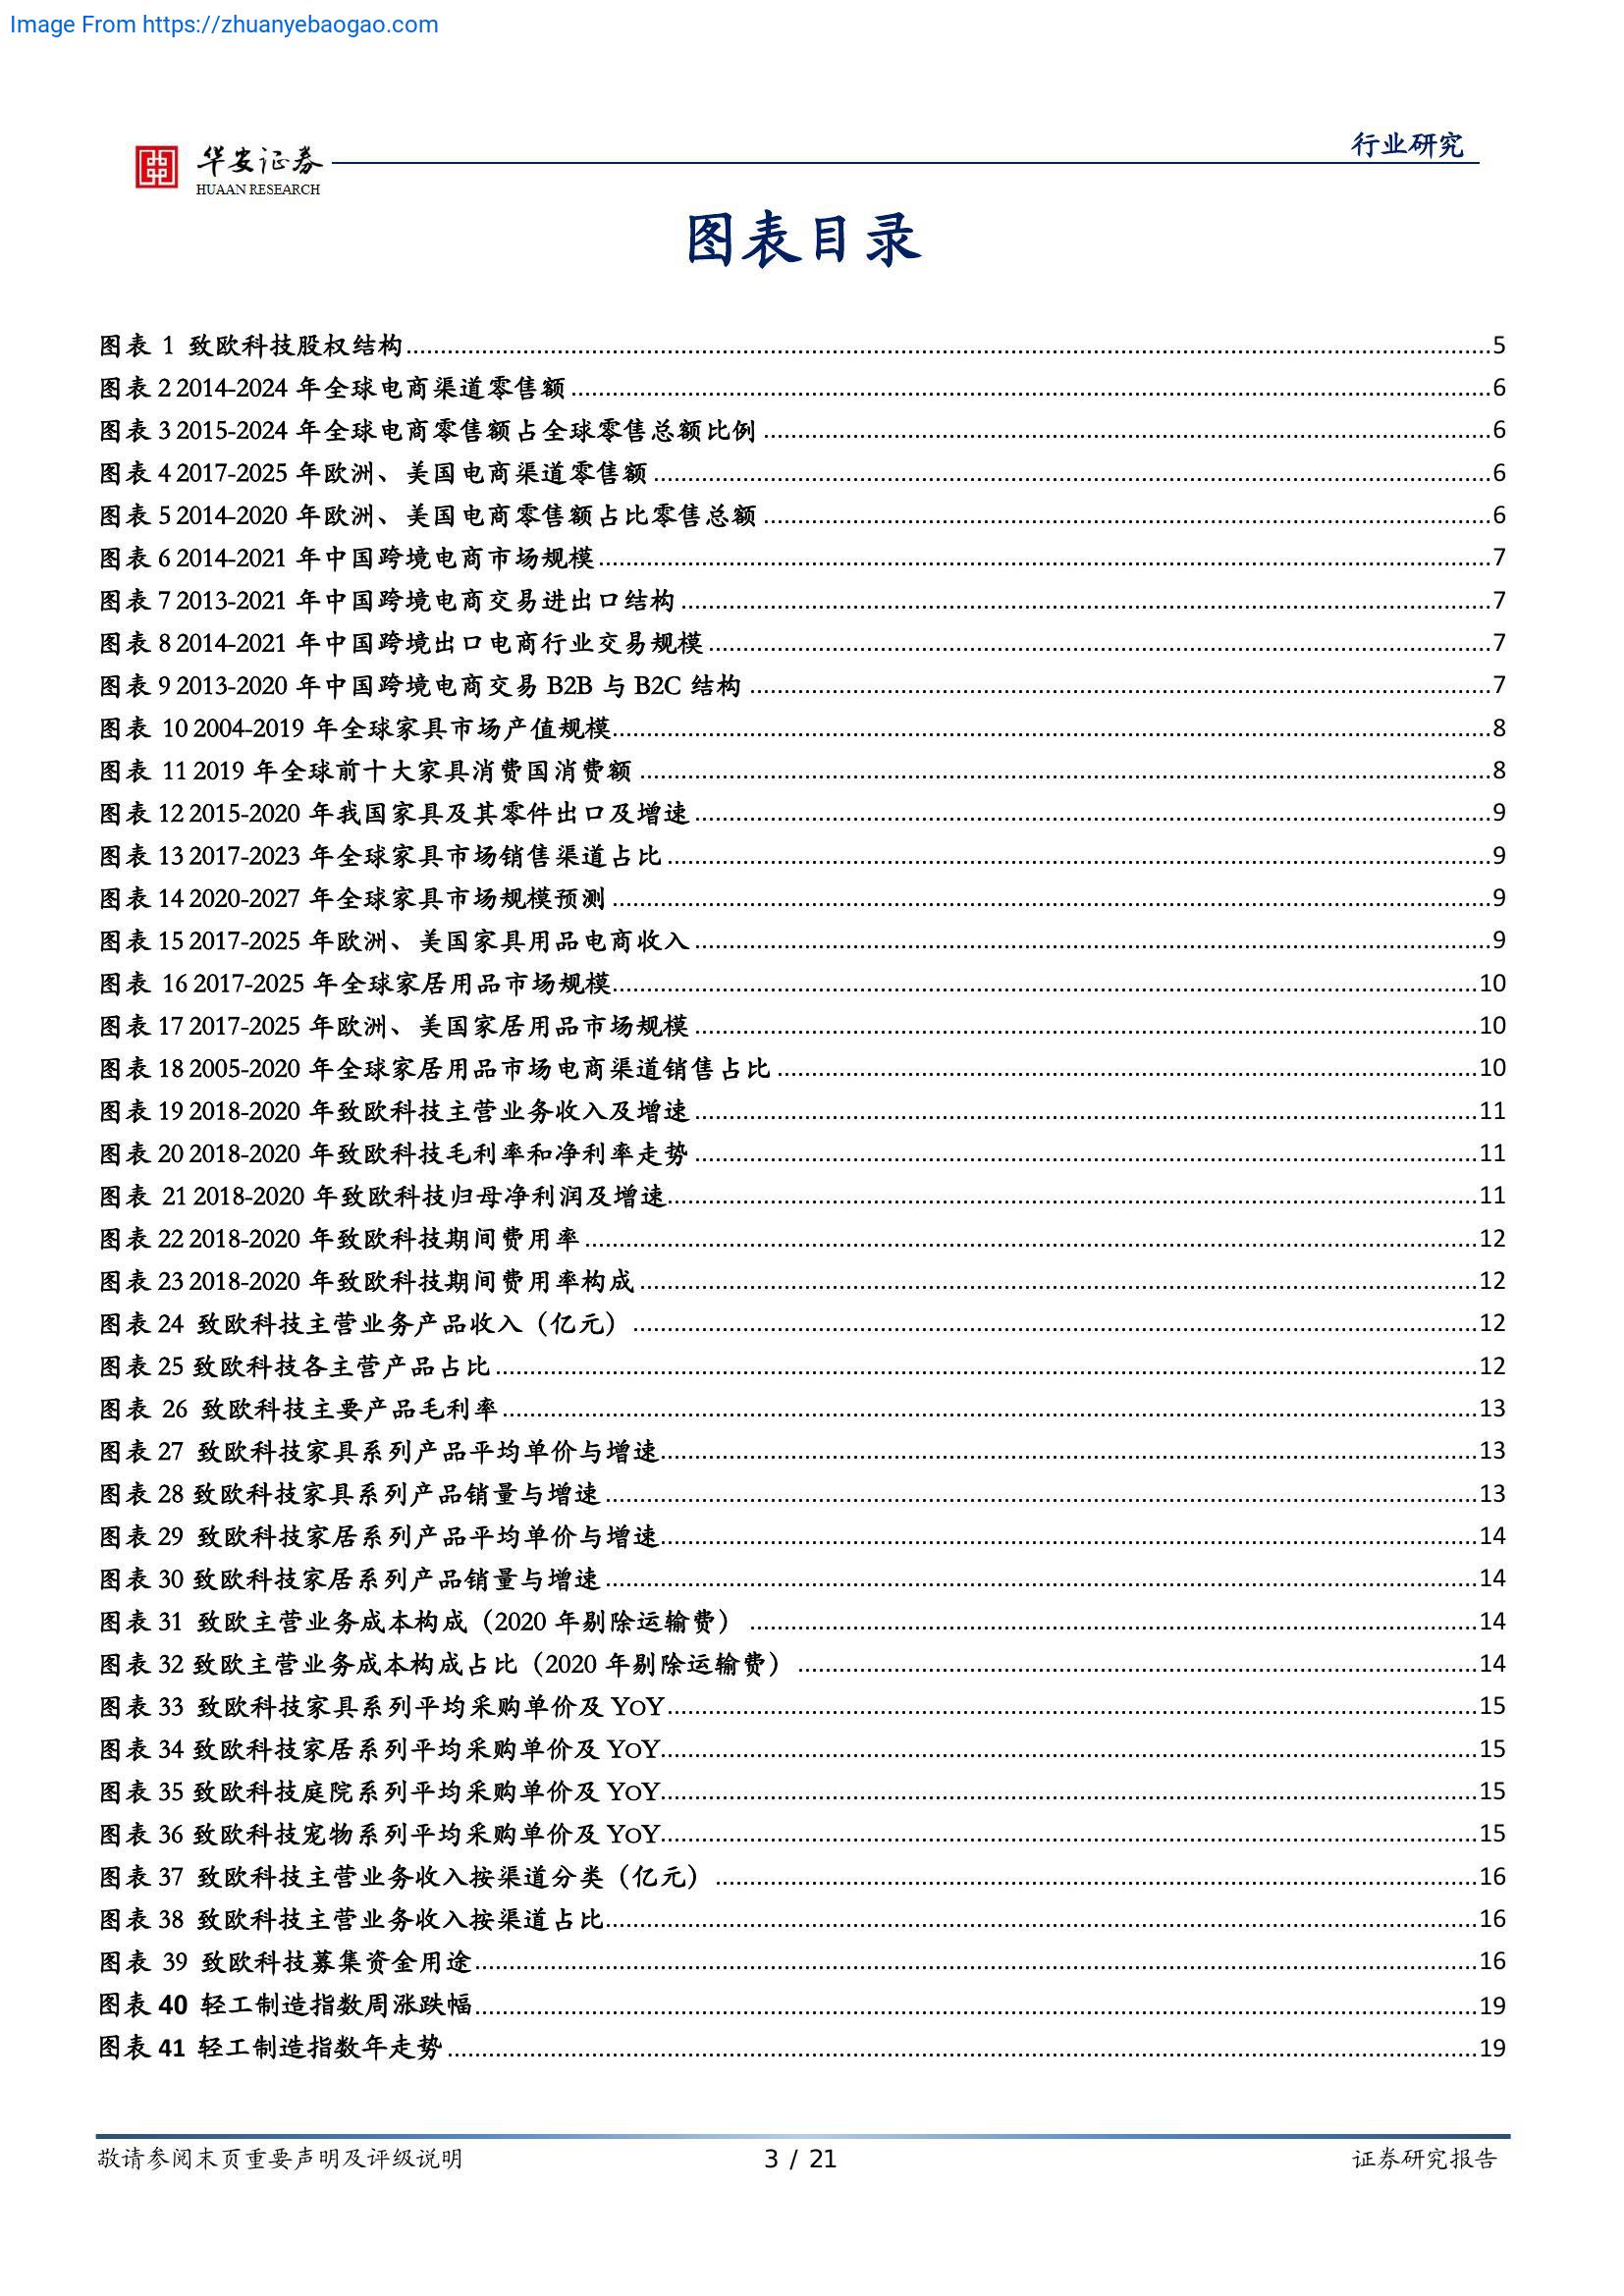 Image From https://zhuanyebaogao.com
行业研究
华安证券
HUAAN RESEARCH
图表目录
图表 1 致欧科技股权结构........................5
图表 2 2014-2024 年全球电商渠道零售额........................6
图表 3 2015-2024 年全球电商零售额占全球零售总额比例........................6
图表 4 2017-2025 年欧洲、美国电商渠道零售额........................6
图表 5 2014-2020 年欧洲、美国电商零售额占比零售总额........................6
图表 6 2014-2021 年中国跨境电商市场规模........................7
图表 7 2013-2021 年中国跨境电商交易进出口结构........................7
图表 8 2014-2021 年中国跨境出口电商行业交易规模........................7
图表 9 2013-2020 年中国跨境电商交易 B2B 与 B2C 结构........................7
图表 10 2004-2019 年全球家具市场产值规模........................8
图表 11 2019 年全球前十大家具消费国消费额........................8
图表 12 2015-2020 年我国家具及其零件出口及增速........................9
图表 13 2017-2023 年全球家具市场销售渠道占比........................9
图表 14 2020-2027 年全球家具市场规模预测........................9
图表 15 2017-2025 年欧洲、美国家具用品电商收入........................9
图表 16 2017-2025 年全球家居用品市场规模........................10
图表 17 2017-2025 年欧洲、美国家居用品市场规模........................10
图表 18 2005-2020 年全球家居用品市场电商渠道销售占比........................10
图表 19 2018-2020 年致欧科技主营业务收入及增速........................11
图表 20 2018-2020 年致欧科技毛利率和净利率走势........................11
图表 21 2018-2020 年致欧科技归母净利润及增速........................11
图表 22 2018-2020 年致欧科技期间费用率........................12
图表 23 2018-2020 年致欧科技期间费用率构成........................12
图表 24 致欧科技主营业务产品收入（亿元）........................12
图表 25 致欧科技各主营产品占比........................12
图表 26 致欧科技主要产品毛利率........................13
图表 27 致欧科技家具系列产品平均单价与增速........................13
图表 28 致欧科技家具系列产品销量与增速........................13
图表 29 致欧科技家居系列产品平均单价与增速........................14
图表 30 致欧科技家居系列产品销量与增速........................14
图表 31 致欧主营业务成本构成（2020 年剔除运输费）........................14
图表 32 致欧主营业务成本构成占比（2020 年剔除运输费）........................14
图表 33 致欧科技家具系列平均采购单价及 YoY........................15
图表 34 致欧科技家居系列平均采购单价及 YoY........................15
图表 35 致欧科技庭院系列平均采购单价及 YoY........................15
图表 36 致欧科技宠物系列平均采购单价及 YoY........................15
图表 37 致欧科技主营业务收入按渠道分类（亿元）........................16
图表 38 致欧科技主营业务收入按渠道占比........................16
图表 39 致欧科技募集资金用途........................16
图表 40 轻工制造指数周涨跌幅........................19
图表 41 轻工制造指数年走势........................19
敬请参阅末页重要声明及评级说明
3 / 21
证券研究报告